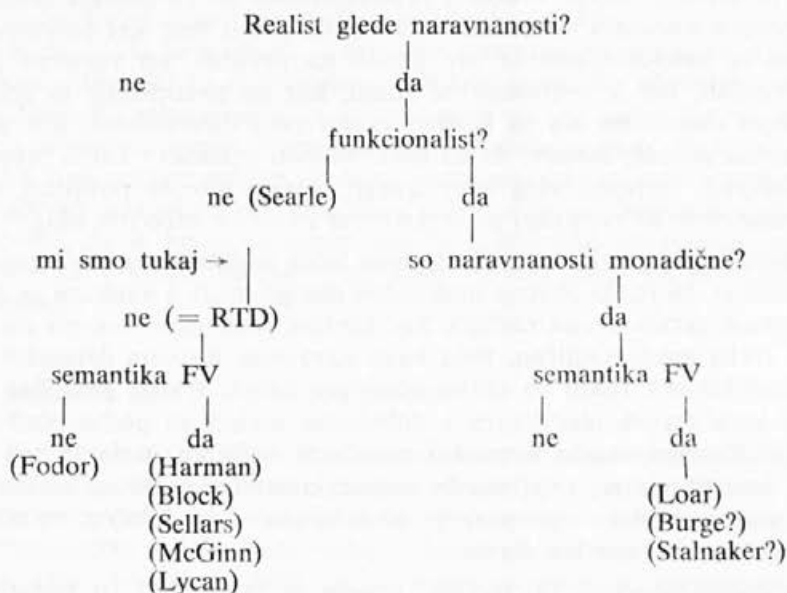 Realist glede naravnanosti?
ne da
funkcionalist?
ne (Searle) da
mi smo tukaj → so naravnanosti monadične?
ne (= RTD) da
semantika FV semantika FV
ne da ne da
(Fodor) (Harman) (Loar)
(Block) (Burge?)
(Sellars) (Stalnaker?)
(McGinn)
(Lycan)